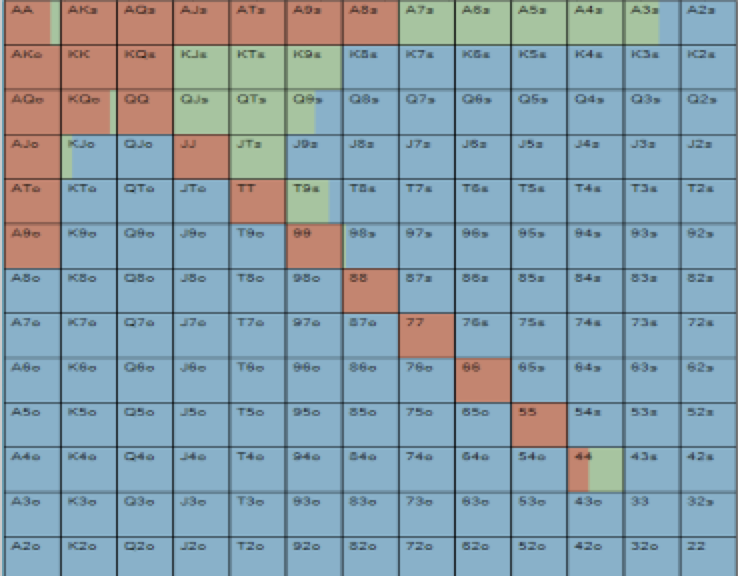 AA AKs AQs AJs ATs A9s A8s A7s A6s A5s A4s A3s A2s
AKo KK KQs KJs KTs K9s K8s K7s K6s K5s K4s K3s K2s
AQo KQo QQ QJs QTs Q9s Q8s Q7s Q6s Q5s Q4s Q3s Q2s
AJo KJo QJo JJ JTs J9s J8s J7s J6s J5s J4s J3s J2s
ATo KTo QTo JTo TT T9s T8s T7s T6s T5s T4s T3s T2s
A9o K9o Q9o J9o T9o 99 98s 97s 96s 95s 94s 93s 92s
A8o K8o Q8o J8o T8o 98o 88 87s 86s 85s 84s 83s 82s
A7o K7o Q7o J7o T7o 97o 87o 77 76s 75s 74s 73s 72s
A6o K6o Q6o J6o T6o 96o 86o 76o 66 65s 64s 63s 62s
A5o K5o Q5o J5o T5o 95o 85o 75o 65o 55 54s 53s 52s
A4o K4o Q4o J4o T4o 94o 84o 74o 64o 54o 44 43s 42s
A3o K3o Q3o J3o T3o 93o 83o 73o 63o 53o 43o 33 32s
A2o K2o Q2o J2o T2o 92o 82o 72o 62o 52o 42o 32o 22